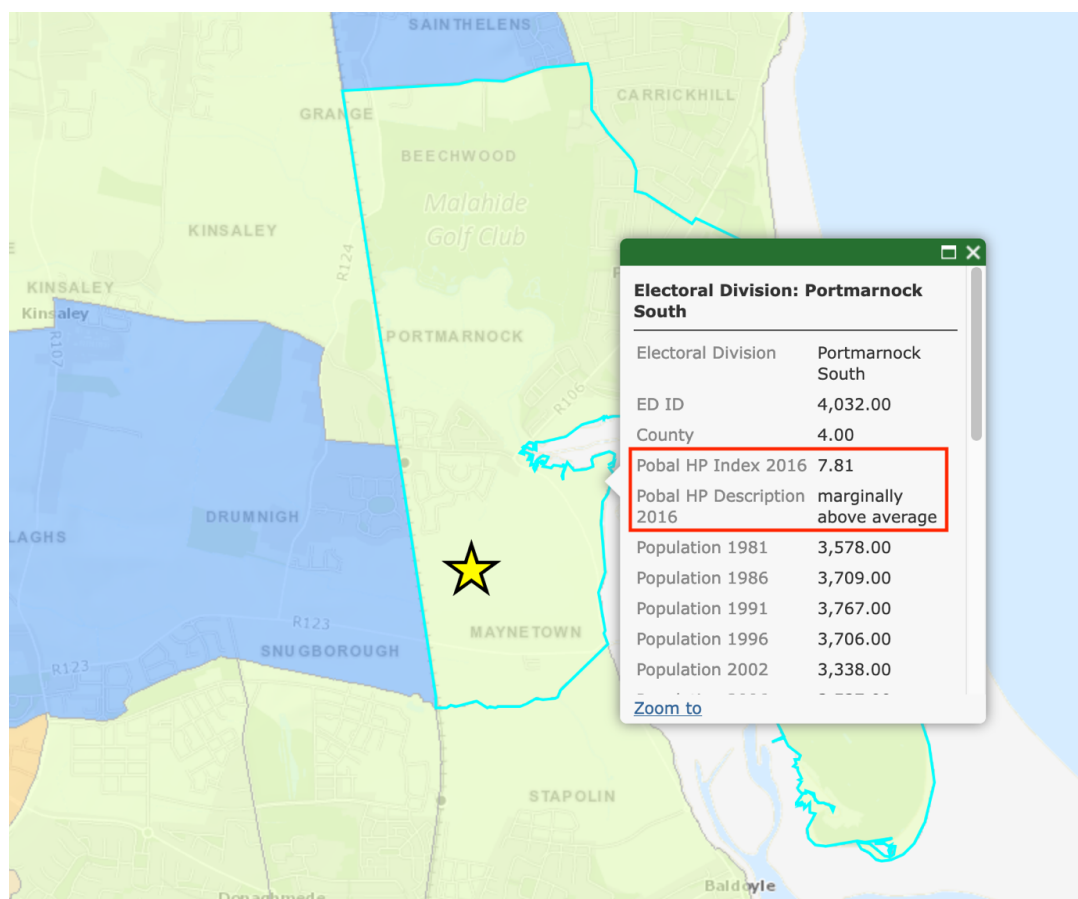 SAINTHELENS
CARRICKHILL
GRANGE
BEECHWOOD
Malahide
Golf Club
KINSALEY
R124
KINSALEY
Kinsaley
R107
PORTMARNOCK
R106
DRUMNIGH
LAGHS
R123
SNUGBOROUGH
R123
MAYNETOWN
STAPOLIN
Baldoyle
Donaghmede
Electoral Division: Portmarnock
South
Electoral Division Portmarnock
South
ED ID 4,032.00
County 4.00
Pobal HP Index 2016 7.81
Pobal HP Description marginally
2016 above average
Population 1981 3,578.00
Population 1986 3,709.00
Population 1991 3,767.00
Population 1996 3,706.00
Population 2002 3,338.00
Zoom to